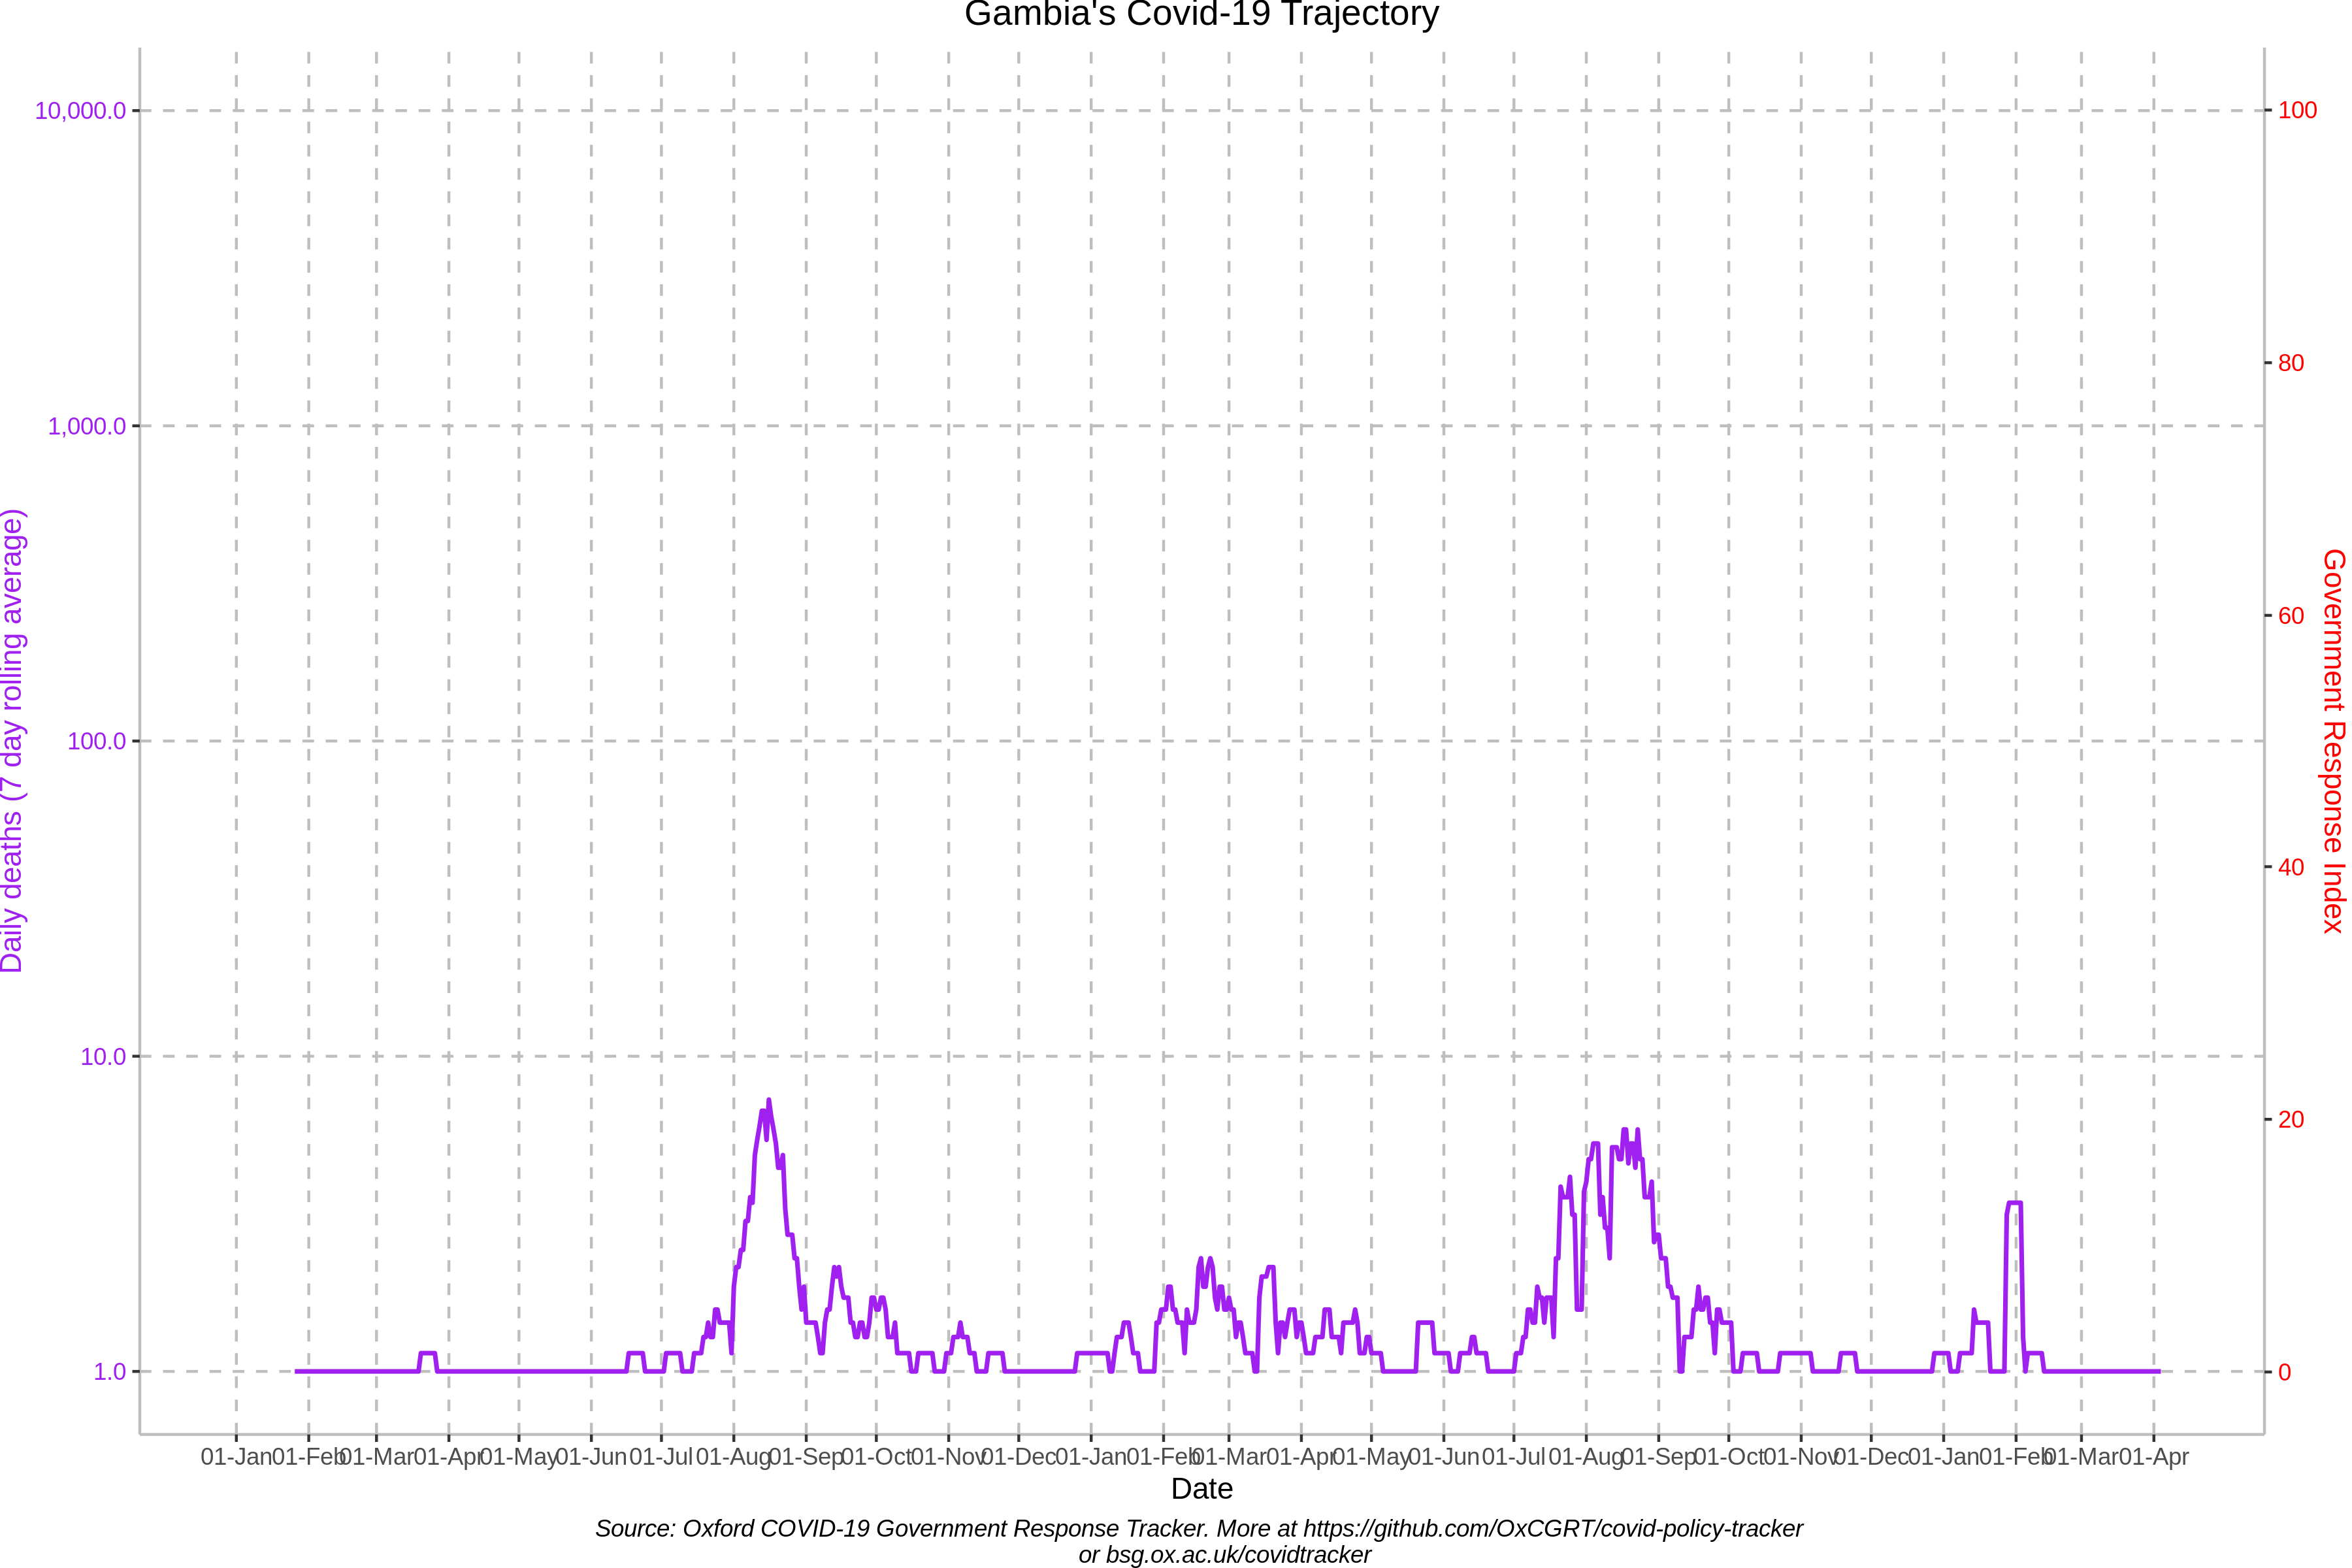 Gambia's Covid-19 Trajectory
10,000.0
1,000.0
100.0
10.0
1.0
Daily deaths (7 day rolling average)
100
80
60
40
20
0
Government Response Index
01-Jan 01-Feb 01-Mar 01-Apr 01-May 01-Jun 01-Jul 01-Aug 01-Sep 01-Oct 01-Nov 01-Dec 01-Jan 01-Feb 01-Mar 01-Apr 01-May 01-Jun 01-Jul 01-Aug 01-Sep 01-Oct 01-Nov 01-Dec 01-Jan 01-Feb 01-Mar 01-Apr
Date
Source: Oxford COVID-19 Government Response Tracker. More at https://github.com/OxCGRT/covid-policy-tracker
or bsg.ox.ac.uk/covidtracker